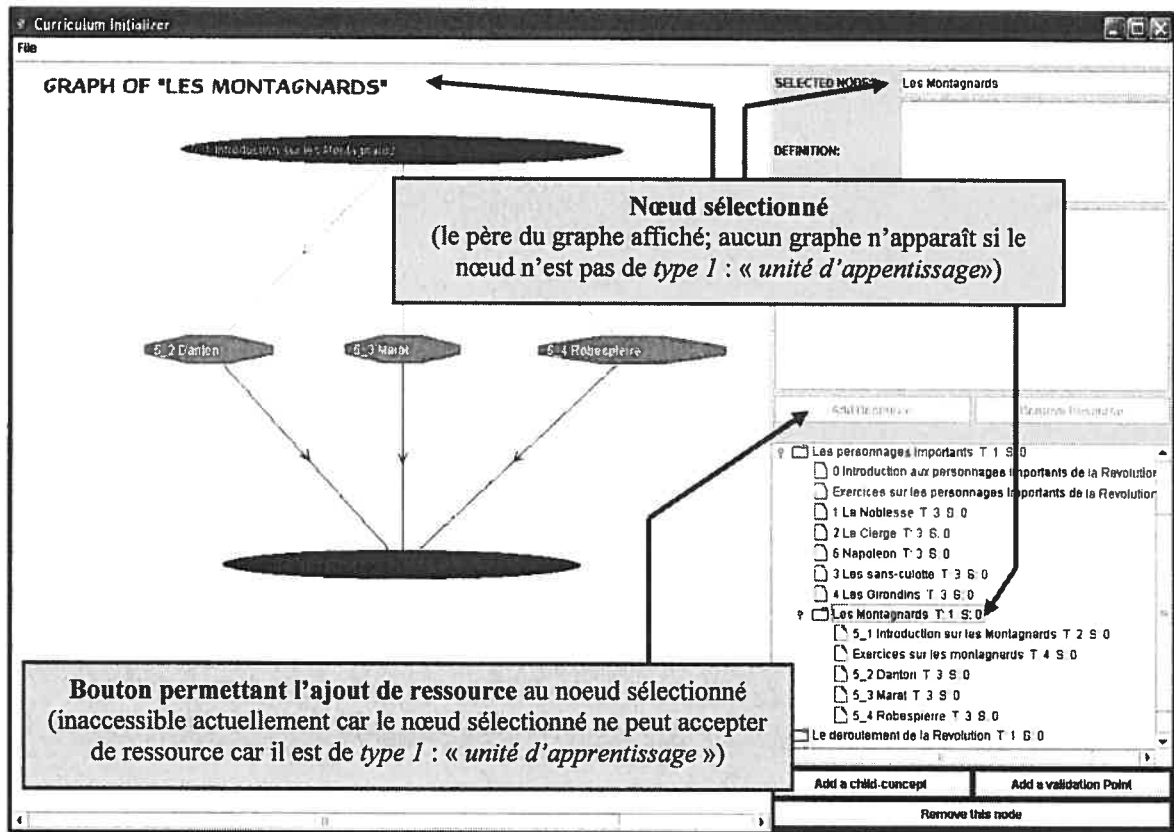 Curriculum Initializer
File
GRAPH OF "LES MONTAGNARDS"
SELECTED NODE:
Les Montagnards
Introduction sur les Montagnards
DEFINITION:
Nœud sélectionné
(le père du graphe affiché; aucun graphe n'apparaît si le
nœud n'est pas de type 1 : « unité d'appentissage»)
5_2 Danton
5_3 Marat
5_4 Robespierre
Add Resource
Les personnages importants T 1 S:0
0 Introduction aux personnages importants de la Revolution
Exercices sur les personnages importants de la Revolution
1 La Noblesse T 3 S:0
2 Le Clerge T 3 S:0
6 Napoleon T 3 S:0
3 Les sans-culotte T 3 S:0
4 Les Girondins T 3 S:0
Les Montagnards T 1 S:0
5_1 Introduction sur les Montagnards T 2 S 0
Exercices sur les montagnards T 4 S 0
5_2 Danton T 3 S:0
5_3 Marat T 3 S:0
5_4 Robespierre T 3 S 0
Le deroulement de la Revolution T 1 S 0
Bouton permettant l'ajout de ressource au noeud sélectionné
(inaccessible actuellement car le nœud sélectionné ne peut accepter
de ressource car il est de type 1 : « unité d'apprentissage »)
Add a child-concept
Add a validation Point
Remove this node